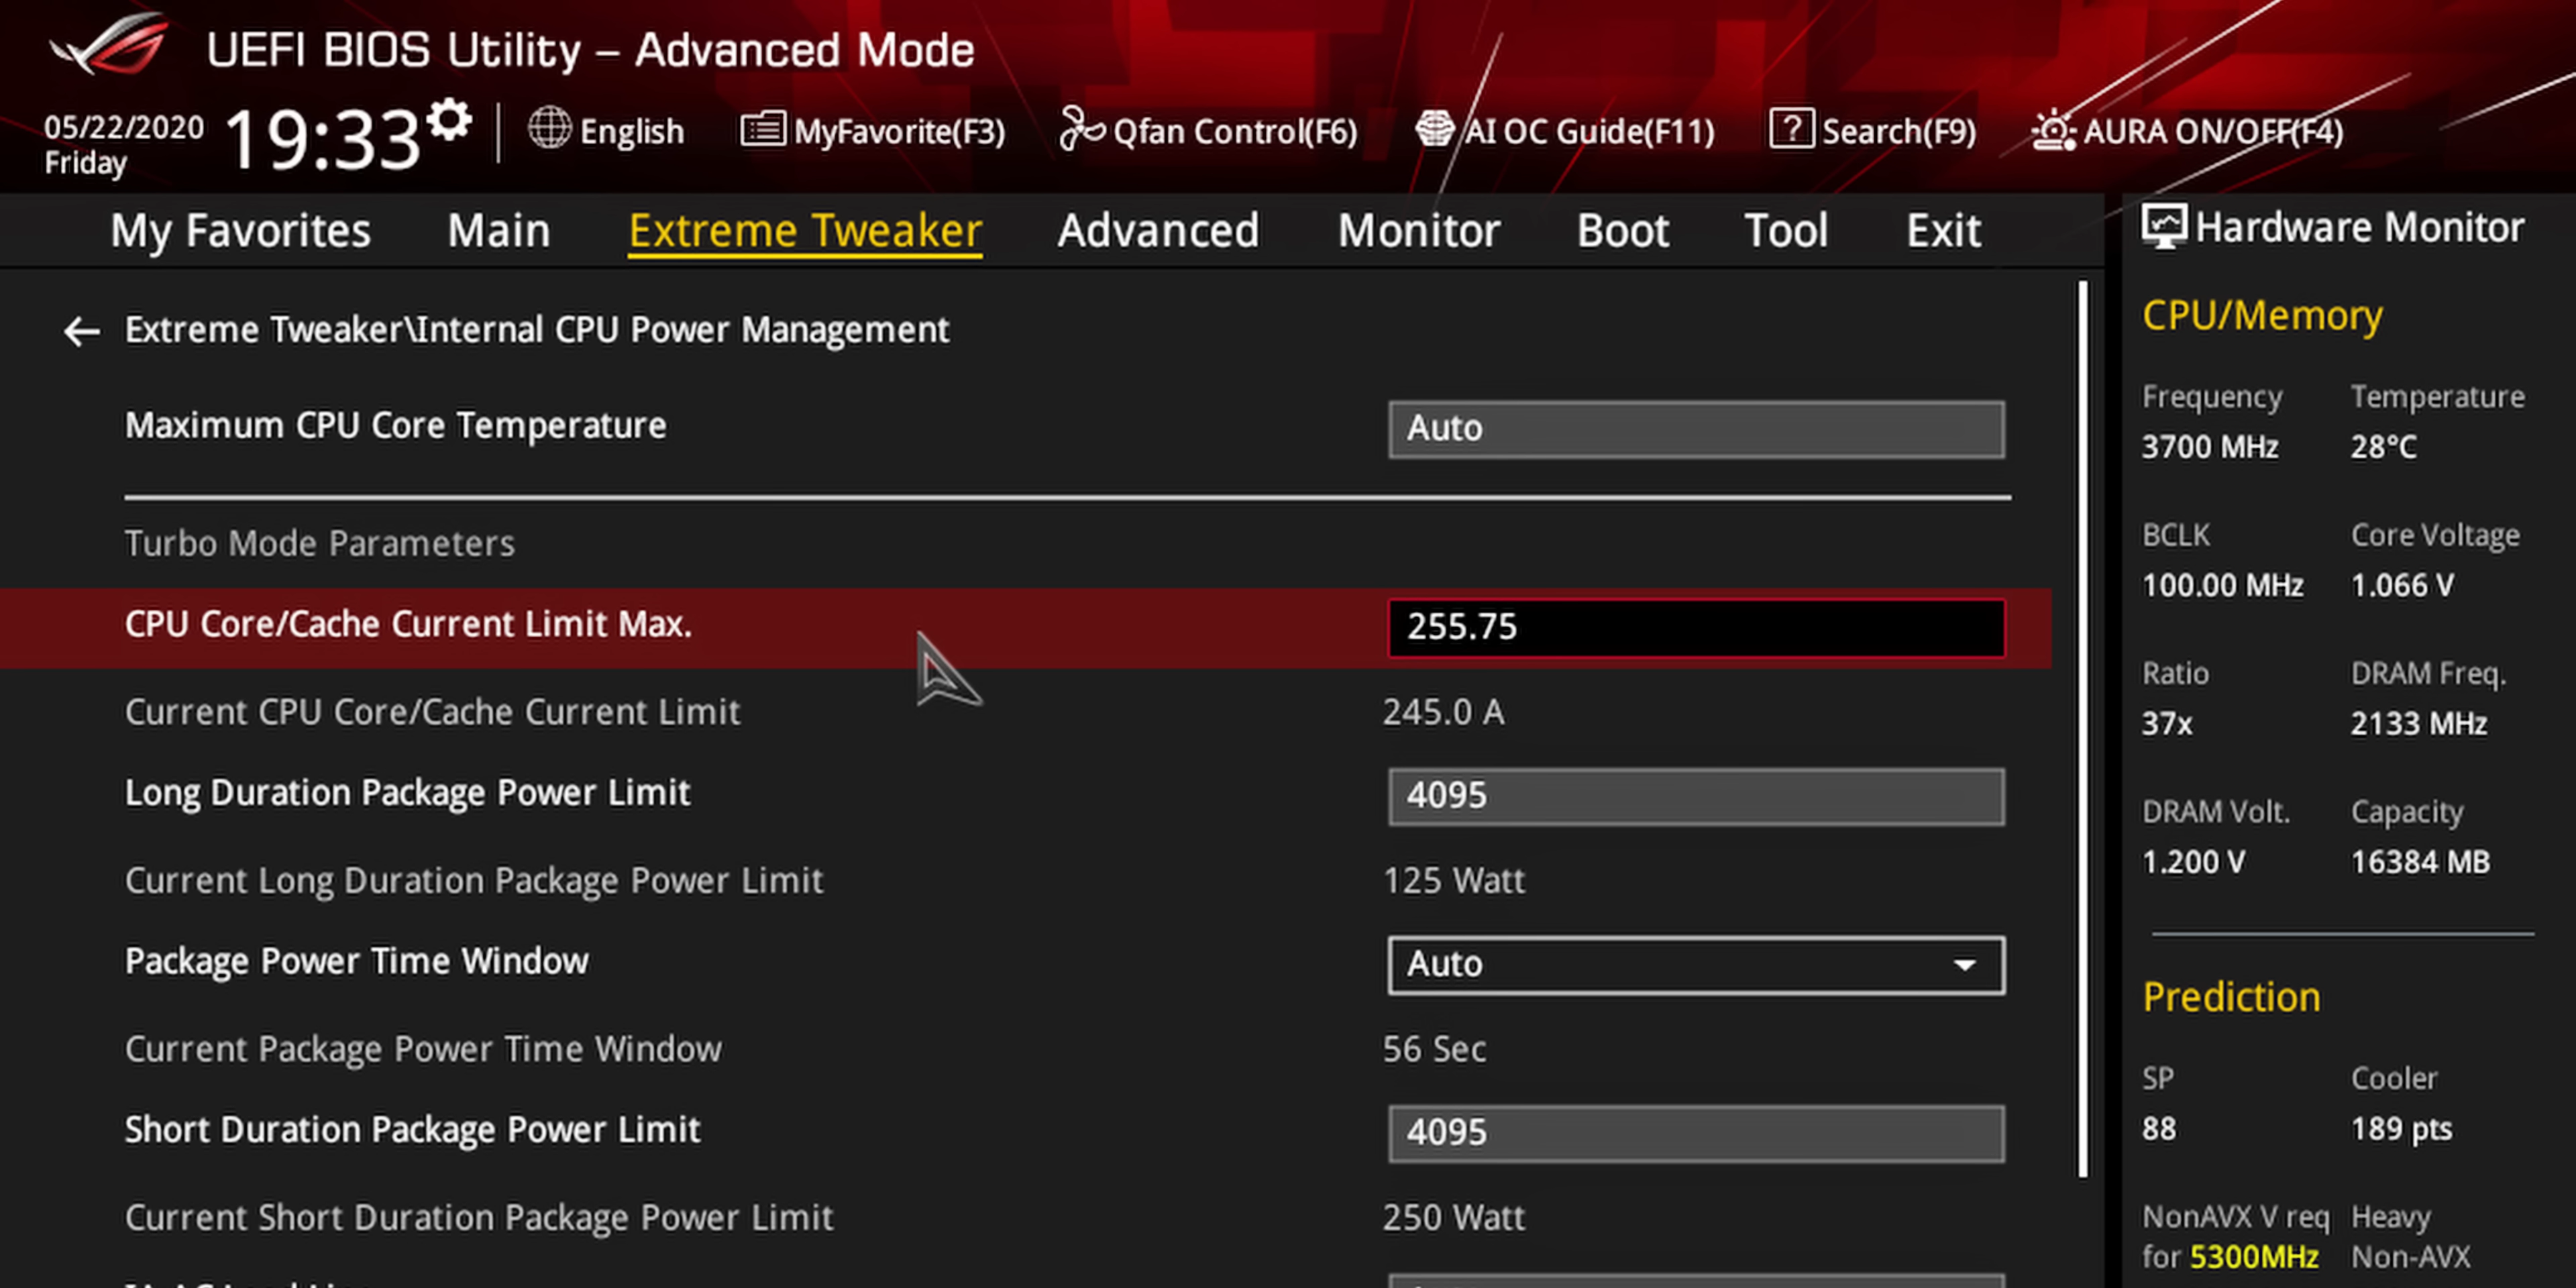 UEFI BIOS Utility – Advanced Mode
05/22/2020
Friday
19:33
English
MyFavorite(F3)
Qfan Control(F6)
AI OC Guide(F11)
Search(F9)
AURA ON/OFF(F4)
My Favorites Main Extreme Tweaker Advanced Monitor Boot Tool Exit
Extreme Tweaker\Internal CPU Power Management
Maximum CPU Core Temperature Auto
Turbo Mode Parameters
CPU Core/Cache Current Limit Max. 255.75
Current CPU Core/Cache Current Limit 245.0 A
Long Duration Package Power Limit 4095
Current Long Duration Package Power Limit 125 Watt
Package Power Time Window Auto
Current Package Power Time Window 56 Sec
Short Duration Package Power Limit 4095
Current Short Duration Package Power Limit 250 Watt
Hardware Monitor
CPU/Memory
Frequency Temperature
3700 MHz 28°C
BCLK Core Voltage
100.00 MHz 1.066 V
Ratio DRAM Freq.
37x 2133 MHz
DRAM Volt. Capacity
1.200 V 16384 MB
Prediction
SP Cooler
88 189 pts
NonAVX V req Heavy
for 5300MHz Non-AVX